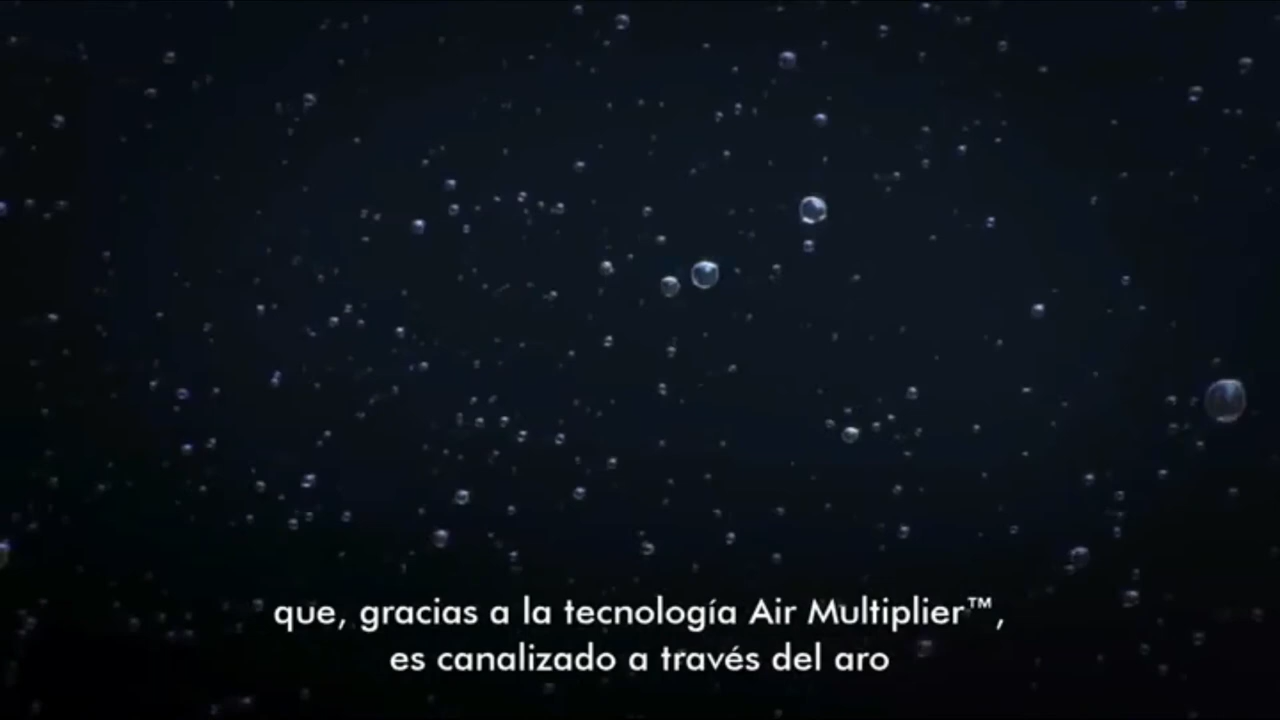 que, gracias a la tecnología Air Multiplier™,
es canalizado a través del aro